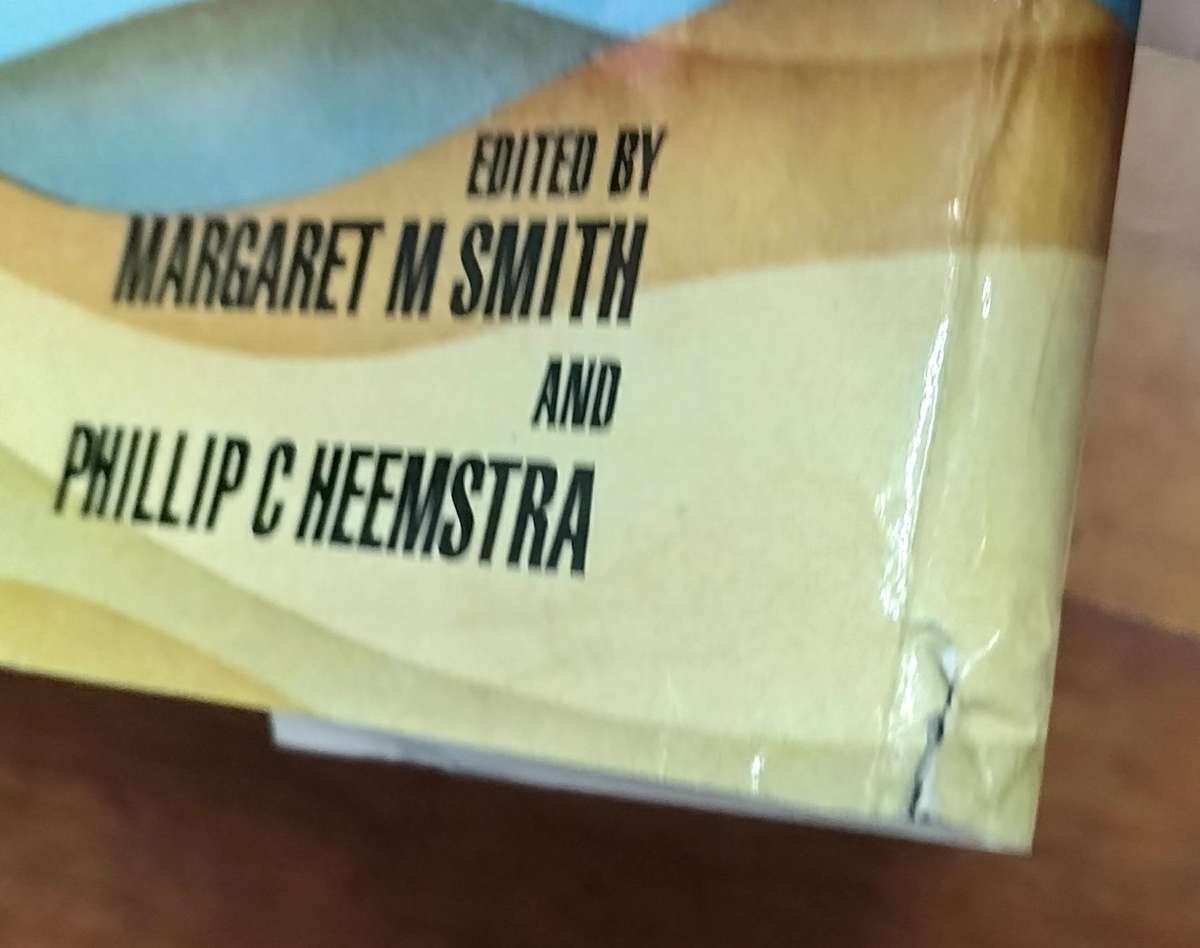 EDITED BY
MARGARET M SMITH
AND
PHILLIP C HEEMSTRA